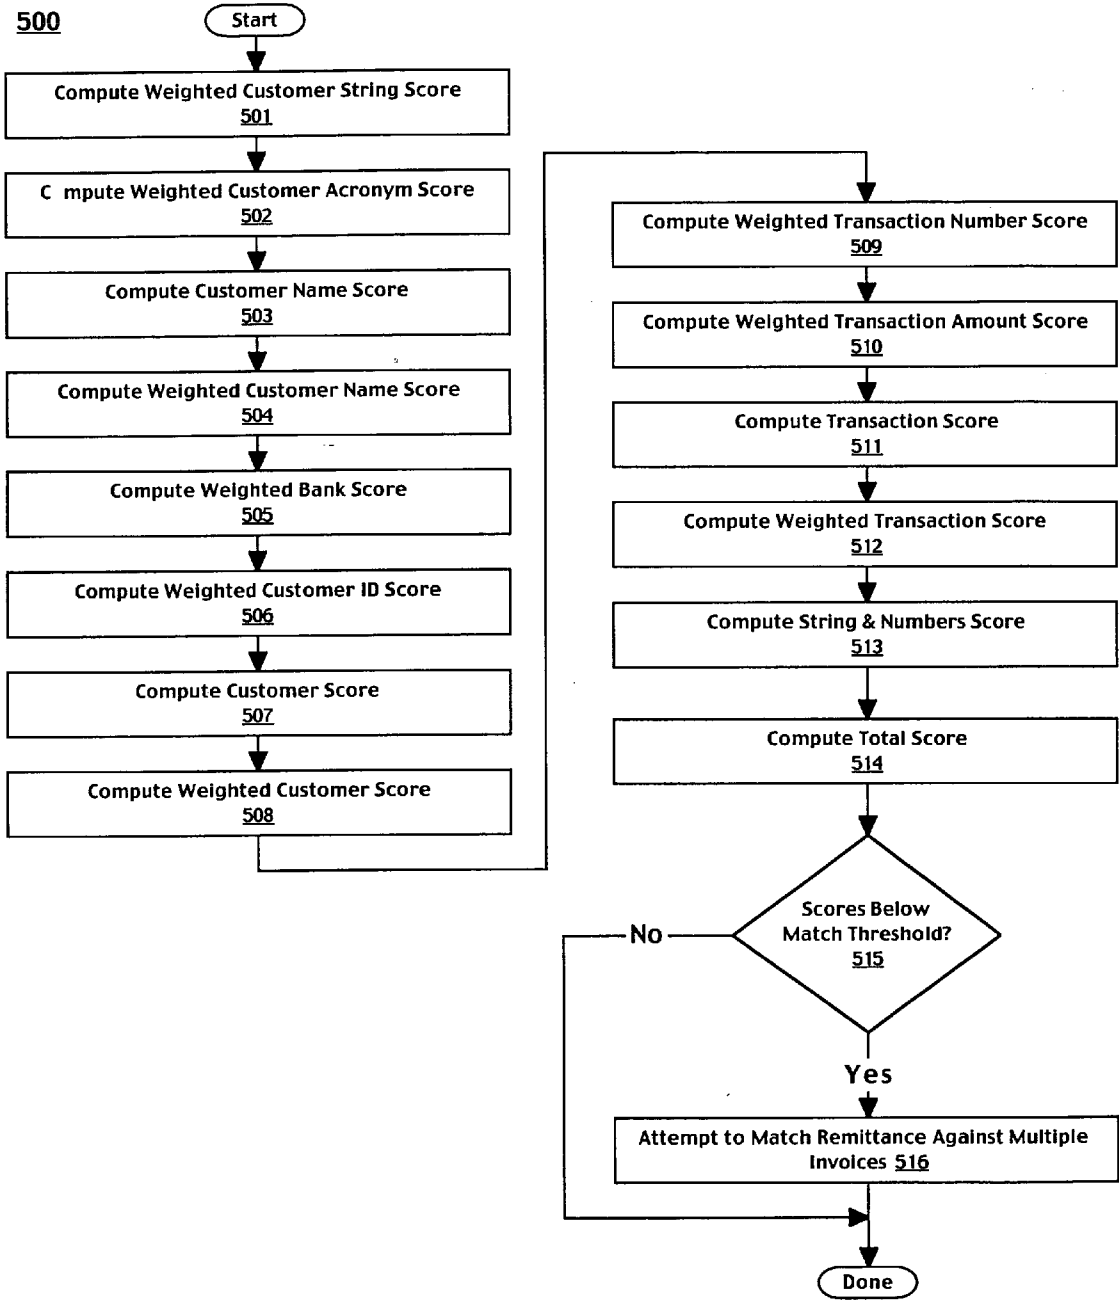 500
Start
Compute Weighted Customer String Score
501
C mpute Weighted Customer Acronym Score
502
Compute Customer Name Score
503
Compute Weighted Customer Name Score
504
Compute Weighted Bank Score
505
Compute Weighted Customer ID Score
506
Compute Customer Score
507
Compute Weighted Customer Score
508
Compute Weighted Transaction Number Score
509
Compute Weighted Transaction Amount Score
510
Compute Transaction Score
511
Compute Weighted Transaction Score
512
Compute String & Numbers Score
513
Compute Total Score
514
Scores Below
Match Threshold?
515
No
Yes
Attempt to Match Remittance Against Multiple
Invoices 516
Done